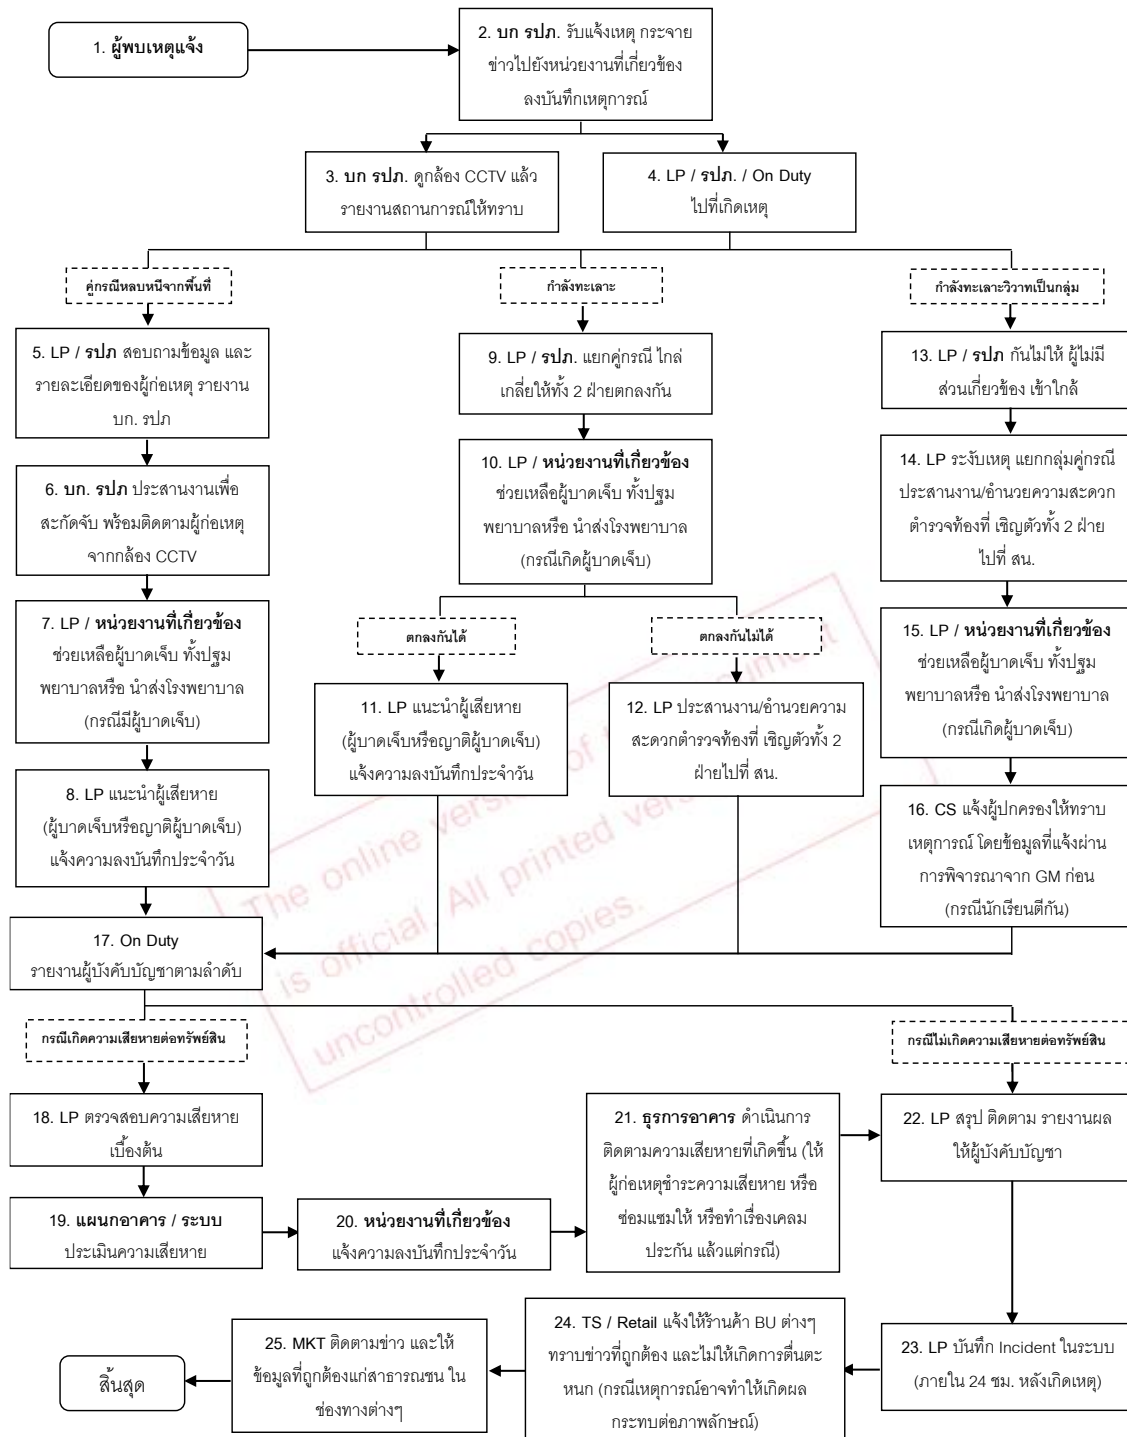 1. ผู้พบเหตุแจ้ง
2. บก รปภ. รับแจ้งเหตุ กระจาย
ข่าวไปยังหน่วยงานที่เกี่ยวข้อง
ลงบันทึกเหตุการณ์
3. บก รปภ. ดูกล้อง CCTV แล้ว
รายงานสถานการณ์ให้ทราบ
4. LP / รปภ. / On Duty
ไปที่เกิดเหตุ
คู่กรณีหลบหนีจากพื้นที่
5. LP / รปภ สอบถามข้อมูล และ
รายละเอียดของผู้ก่อเหตุ รายงาน
บก. รปภ
6. บก. รปภ ประสานงานเพื่อ
สะกัดจับ พร้อมติดตามผู้ก่อเหตุ
จากกล้อง CCTV
7. LP / หน่วยงานที่เกี่ยวข้อง
ช่วยเหลือผู้บาดเจ็บ ทั้งปฐม
พยาบาลหรือ นำส่งโรงพยาบาล
(กรณีมีผู้บาดเจ็บ)
8. LP แนะนำผู้เสียหาย
(ผู้บาดเจ็บหรือญาติผู้บาดเจ็บ)
แจ้งความลงบันทึกประจำวัน
กำลังทะเลาะ
9. LP / รปภ. แยกคู่กรณี ไกล่
เกลี่ยให้ทั้ง 2 ฝ่ายตกลงกัน
10. LP / หน่วยงานที่เกี่ยวข้อง
ช่วยเหลือผู้บาดเจ็บ ทั้งปฐม
พยาบาลหรือ นำส่งโรงพยาบาล
(กรณีเกิดผู้บาดเจ็บ)
ตกลงกันได้
11. LP แนะนำผู้เสียหาย
(ผู้บาดเจ็บหรือญาติผู้บาดเจ็บ)
แจ้งความลงบันทึกประจำวัน
ตกลงกันไม่ได้
12. LP ประสานงาน/อำนวยความ
สะดวกตำรวจท้องที่ เชิญตัวทั้ง 2
ฝ่ายไปที่ สน.
กำลังทะเลาะวิวาทเป็นกลุ่ม
13. LP / รปภ กันไม่ให้ ผู้ไม่มี
ส่วนเกี่ยวข้อง เข้าใกล้
14. LP ระงับเหตุ แยกกลุ่มคู่กรณี
ประสานงาน/อำนวยความสะดวก
ตำรวจท้องที่ เชิญตัวทั้ง 2 ฝ่าย
ไปที่ สน.
15. LP / หน่วยงานที่เกี่ยวข้อง
ช่วยเหลือผู้บาดเจ็บ ทั้งปฐม
พยาบาลหรือ นำส่งโรงพยาบาล
(กรณีเกิดผู้บาดเจ็บ)
16. CS แจ้งผู้ปกครองให้ทราบ
เหตุการณ์ โดยข้อมูลที่แจ้งผ่าน
การพิจารณาจาก GM ก่อน
(กรณีนักเรียนตีกัน)
17. On Duty
รายงานผู้บังคับบัญชาตามลำดับ
กรณีเกิดความเสียหายต่อทรัพย์สิน
18. LP ตรวจสอบความเสียหาย
เบื้องต้น
19. แผนกอาคาร / ระบบ
ประเมินความเสียหาย
20. หน่วยงานที่เกี่ยวข้อง
แจ้งความลงบันทึกประจำวัน
21. ธุรการอาคาร ดำเนินการ
ติดตามความเสียหายที่เกิดขึ้น (ให้
ผู้ก่อเหตุชำระความเสียหาย หรือ
ซ่อมแซมให้ หรือทำเรื่องเคลม
ประกัน แล้วแต่กรณี)
กรณีไม่เกิดความเสียหายต่อทรัพย์สิน
22. LP สรุป ติดตาม รายงานผล
ให้ผู้บังคับบัญชา
23. LP บันทึก Incident ในระบบ
(ภายใน 24 ชม. หลังเกิดเหตุ)
24. TS / Retail แจ้งให้ร้านค้า BU ต่างๆ
ทราบข่าวที่ถูกต้อง และไม่ให้เกิดการตื่นตะ
หนก (กรณีเหตุการณ์อาจทำให้เกิดผล
กระทบต่อภาพลักษณ์)
25. MKT ติดตามข่าว และให้
ข้อมูลที่ถูกต้องแก่สาธารณชน ใน
ช่องทางต่างๆ
สิ้นสุด
The online version of document
is official. All printed
uncontrolled copies.